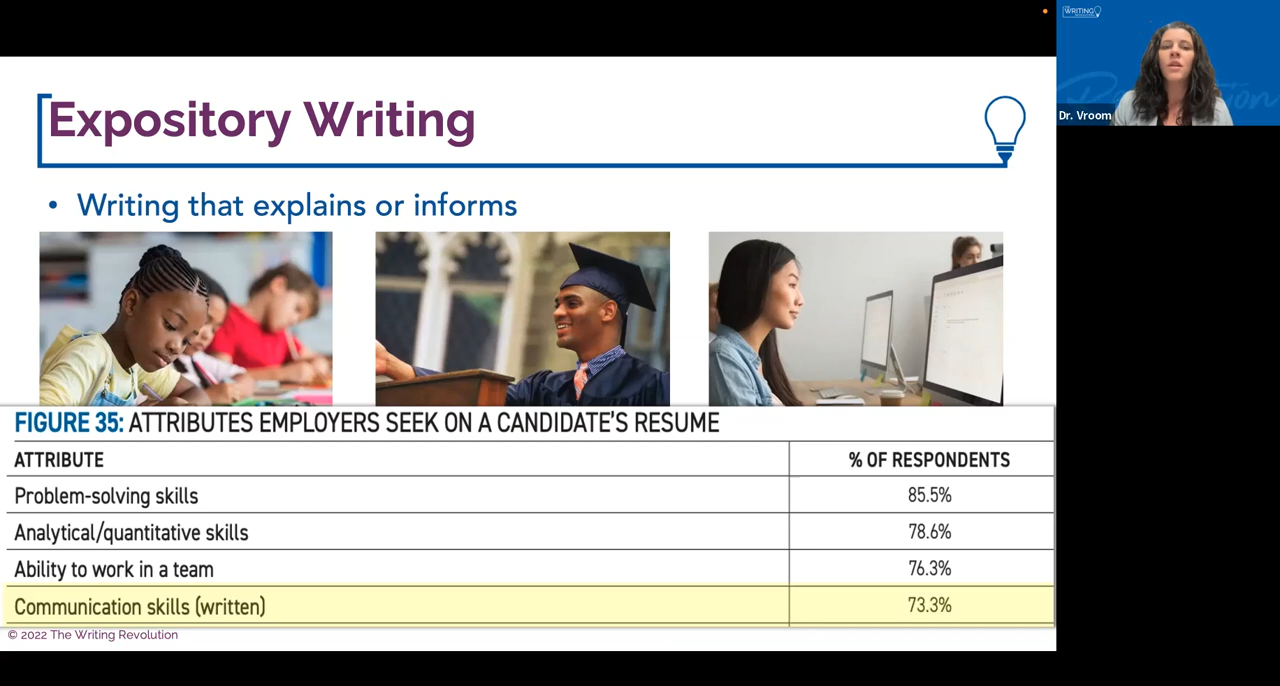 Expository Writing
• Writing that explains or informs
FIGURE 35: ATTRIBUTES EMPLOYERS SEEK ON A CANDIDATE'S RESUME
ATTRIBUTE % OF RESPONDENTS
Problem-solving skills 85.5%
Analytical/quantitative skills 78.6%
Ability to work in a team 76.3%
Communication skills (written) 73.3%
© 2022 The Writing Revolution
WRITING
Dr. Vroom